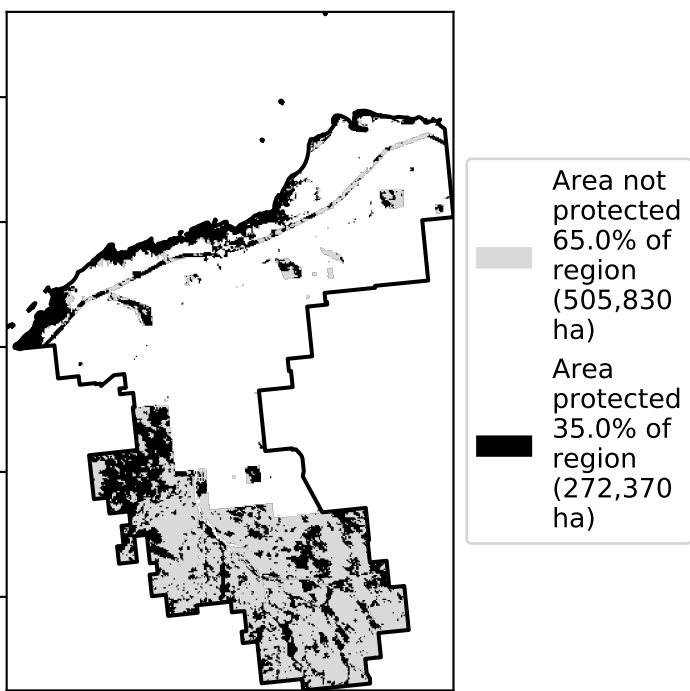 Area not
protected
65.0% of
region
(505,830
ha)
Area
protected
35.0% of
region
(272,370
ha)